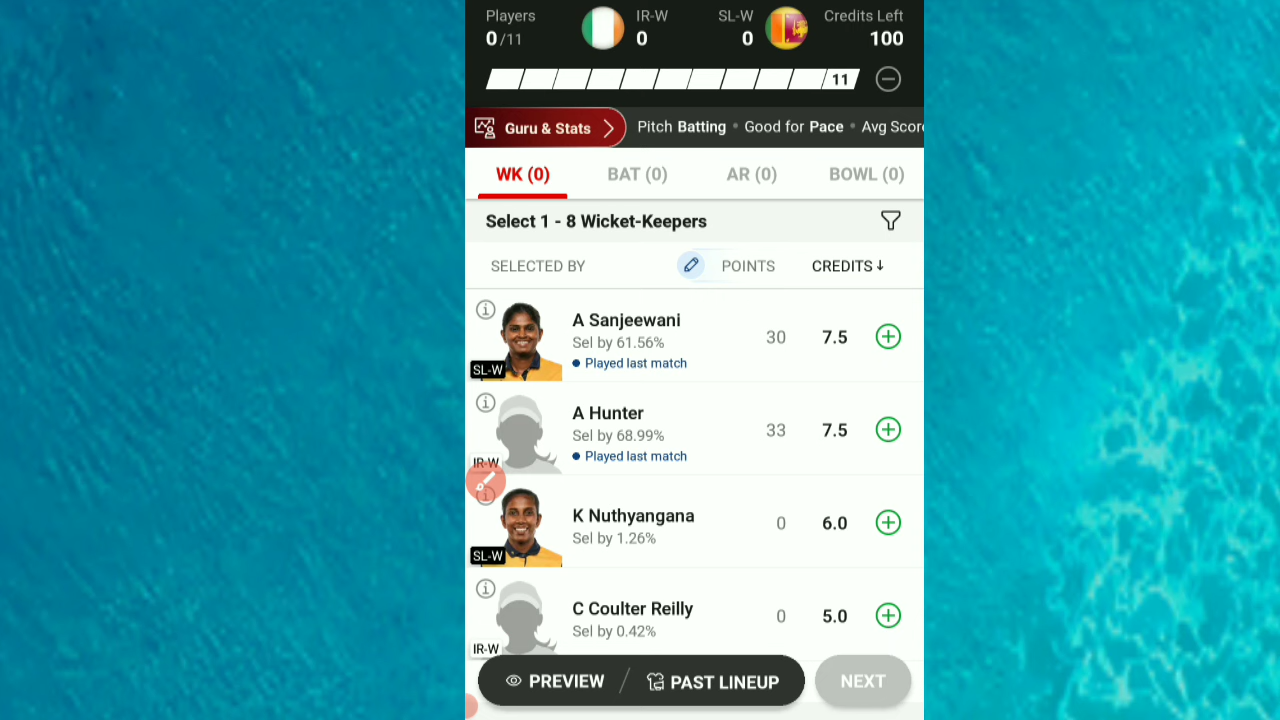 Players IR-W SL-W Credits Left
0/11 0 0 100
11
Guru & Stats Pitch Batting • Good for Pace • Avg Score
WK (0) BAT (0) AR (0) BOWL (0)
Select 1 - 8 Wicket-Keepers
SELECTED BY POINTS CREDITS↓
A Sanjeewani
Sel by 61.56%
Played last match
30 7.5
SL-W
A Hunter
Sel by 68.99%
Played last match
33 7.5
IR-W
K Nuthyangana
Sel by 1.26%
0 6.0
SL-W
C Coulter Reilly
Sel by 0.42%
0 5.0
IR-W
PREVIEW / PAST LINEUP NEXT